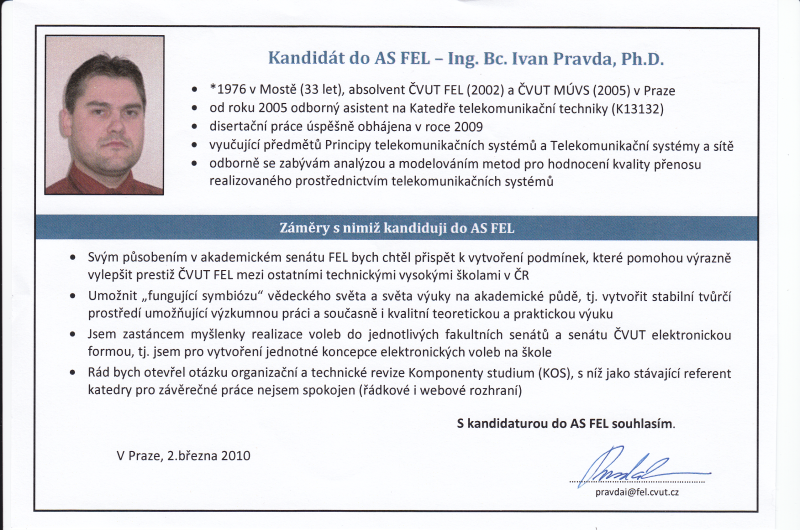 Kandidát do AS FEL – Ing. Bc. Ivan Pravda, Ph.D.
• *1976 v Mostě (33 let), absolvent ČVUT FEL (2002) a ČVUT MÚVS (2005) v Praze
• od roku 2005 odborný asistent na Katedře telekomunikační techniky (K13132)
• disertační práce úspěšně obhájena v roce 2009
• vyučující předmětů Principy telekomunikačních systémů a Telekomunikační systémy a sítě
• odborně se zabývám analýzou a modelováním metod pro hodnocení kvality přenosu
realizovaného prostřednictvím telekomunikačních systémů
Záměry s nimiž kandiduji do AS FEL
• Svým působením v akademickém senátu FEL bych chtěl přispět k vytvoření podmínek, které pomohou výrazně
vylepšit prestiž ČVUT FEL mezi ostatními technickými vysokými školami v ČR
• Umožnit „fungující symbiózu“ vědeckého světa a světa výuky na akademické půdě, tj. vytvořit stabilní tvůrčí
prostředí umožňující výzkumnou práci a současně i kvalitní teoretickou a praktickou výuku
• Jsem zastáncem myšlenky realizace voleb do jednotlivých fakultních senátů a senátu ČVUT elektronickou
formou, tj. jsem pro vytvoření jednotné koncepce elektronických voleb na škole
• Rád bych otevřel otázku organizační a technické revize Komponenty studium (KOS), s níž jako stávající referent
katedry pro závěrečné práce nejsem spokojen (řádkové i webové rozhraní)
S kandidaturou do AS FEL souhlasím.
V Praze, 2.března 2010
pravdai@fel.cvut.cz